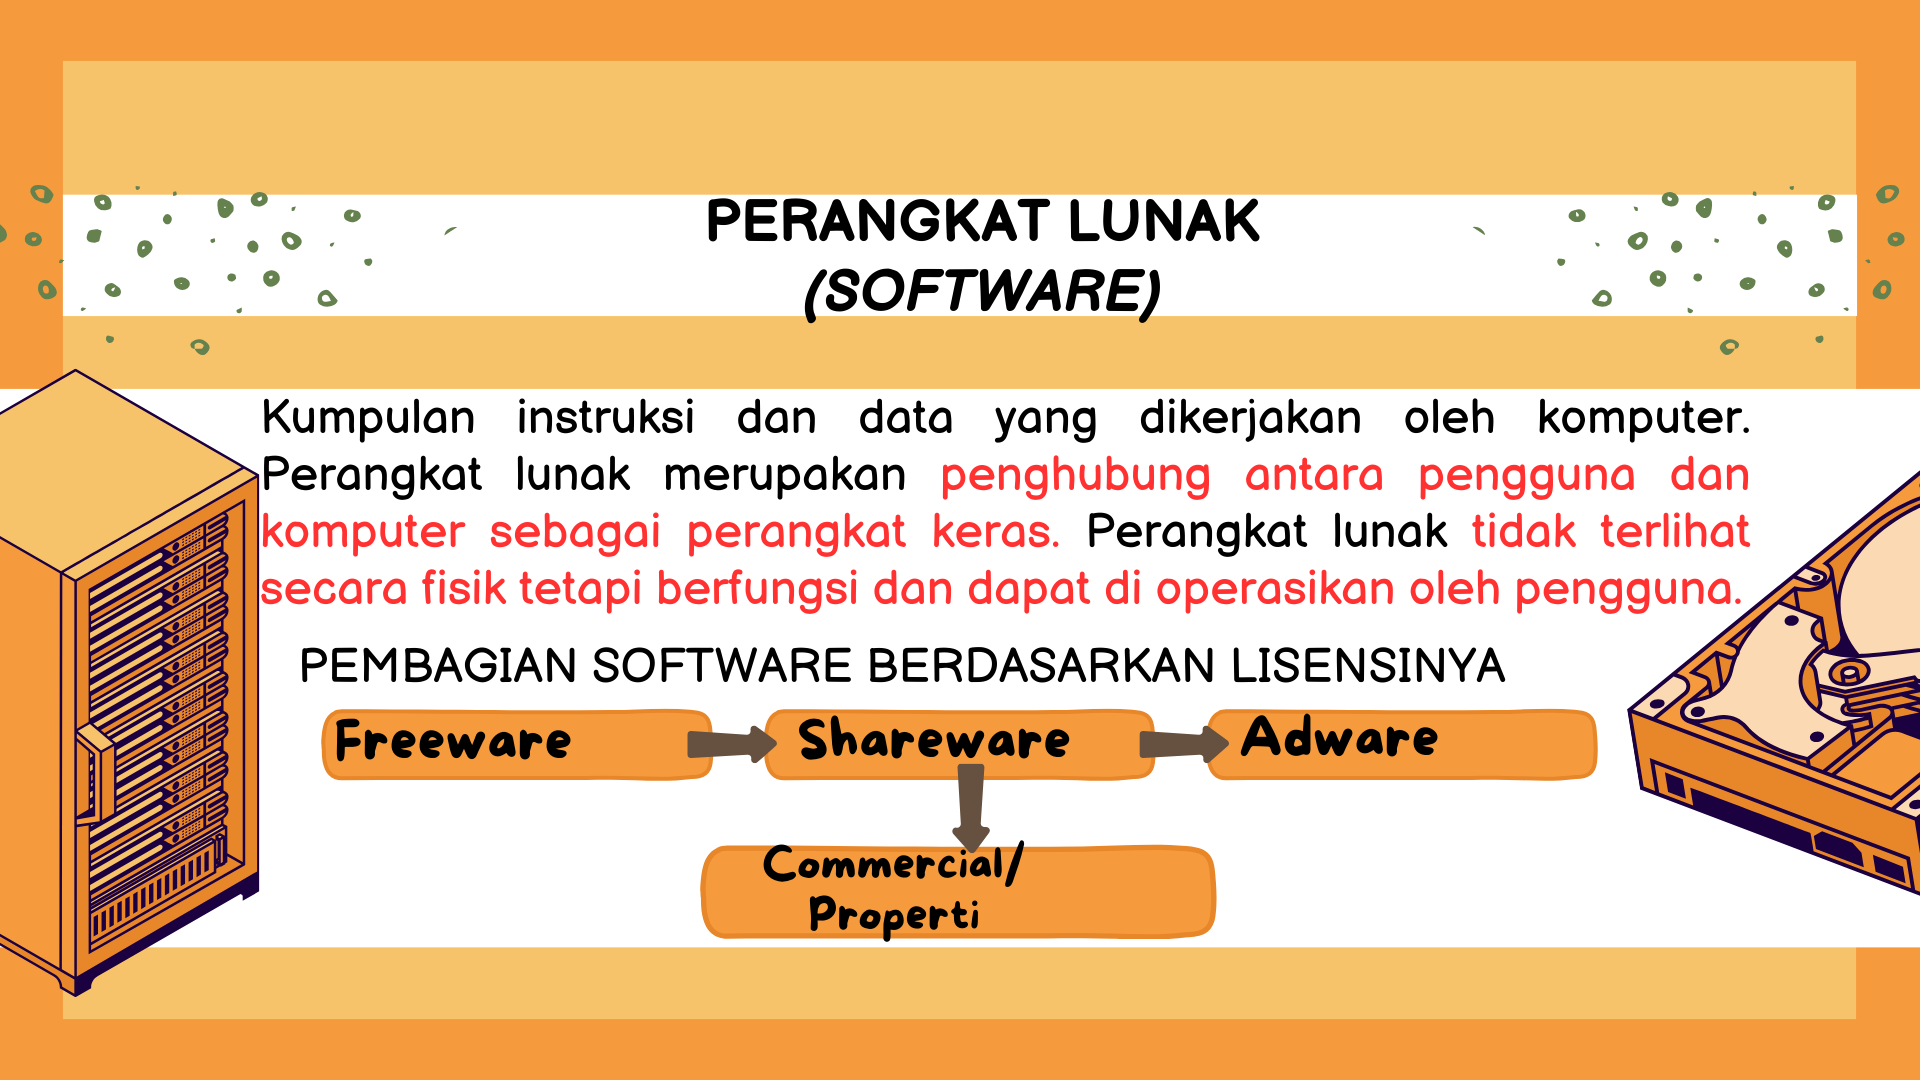 PERANGKAT LUNAK
(SOFTWARE)
Kumpulan instruksi dan data yang dikerjakan oleh komputer.
Perangkat lunak merupakan penghubung antara pengguna dan
komputer sebagai perangkat keras. Perangkat lunak tidak terlihat
secara fisik tetapi berfungsi dan dapat di operasikan oleh pengguna.
PEMBAGIAN SOFTWARE BERDASARKAN LISENSINYA
Freeware
Shareware
Adware
Commercial/
Properti